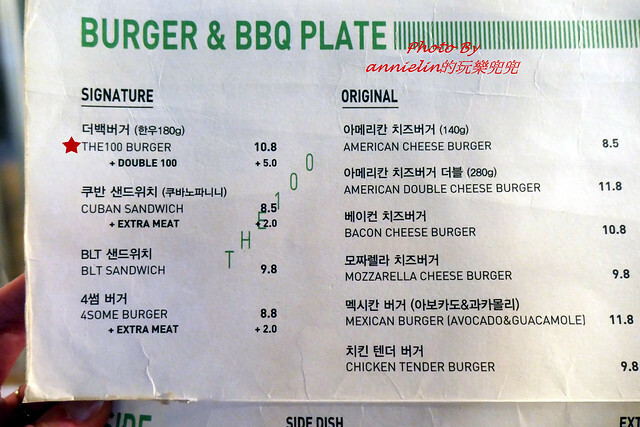 BURGER & BBQ PLATE
Photo By
annielin的玩樂兜兜
SIGNATURE
더백버거 (한우180g)
THE100 BURGER 10.8
+ DOUBLE 100 + 5.0
쿠반 샌드위치 (쿠바노파니니)
CUBAN SANDWICH 8.5
+ EXTRA MEAT +2.0
BLT 샌드위치
BLT SANDWICH 9.8
4썸 버거
4SOME BURGER 8.8
+ EXTRA MEAT + 2.0
THE100
ORIGINAL
아메리칸 치즈버거 (140g)
AMERICAN CHEESE BURGER 8.5
아메리칸 치즈버거 더블 (280g)
AMERICAN DOUBLE CHEESE BURGER 11.8
베이컨 치즈버거
BACON CHEESE BURGER 10.8
모짜렐라 치즈버거
MOZZARELLA CHEESE BURGER 9.8
멕시칸 버거 (아보카도&과카몰리)
MEXICAN BURGER (AVOCADO&GUACAMOLE) 11.8
치킨 텐더 버거
CHICKEN TENDER BURGER 9.8
SIDE DISH